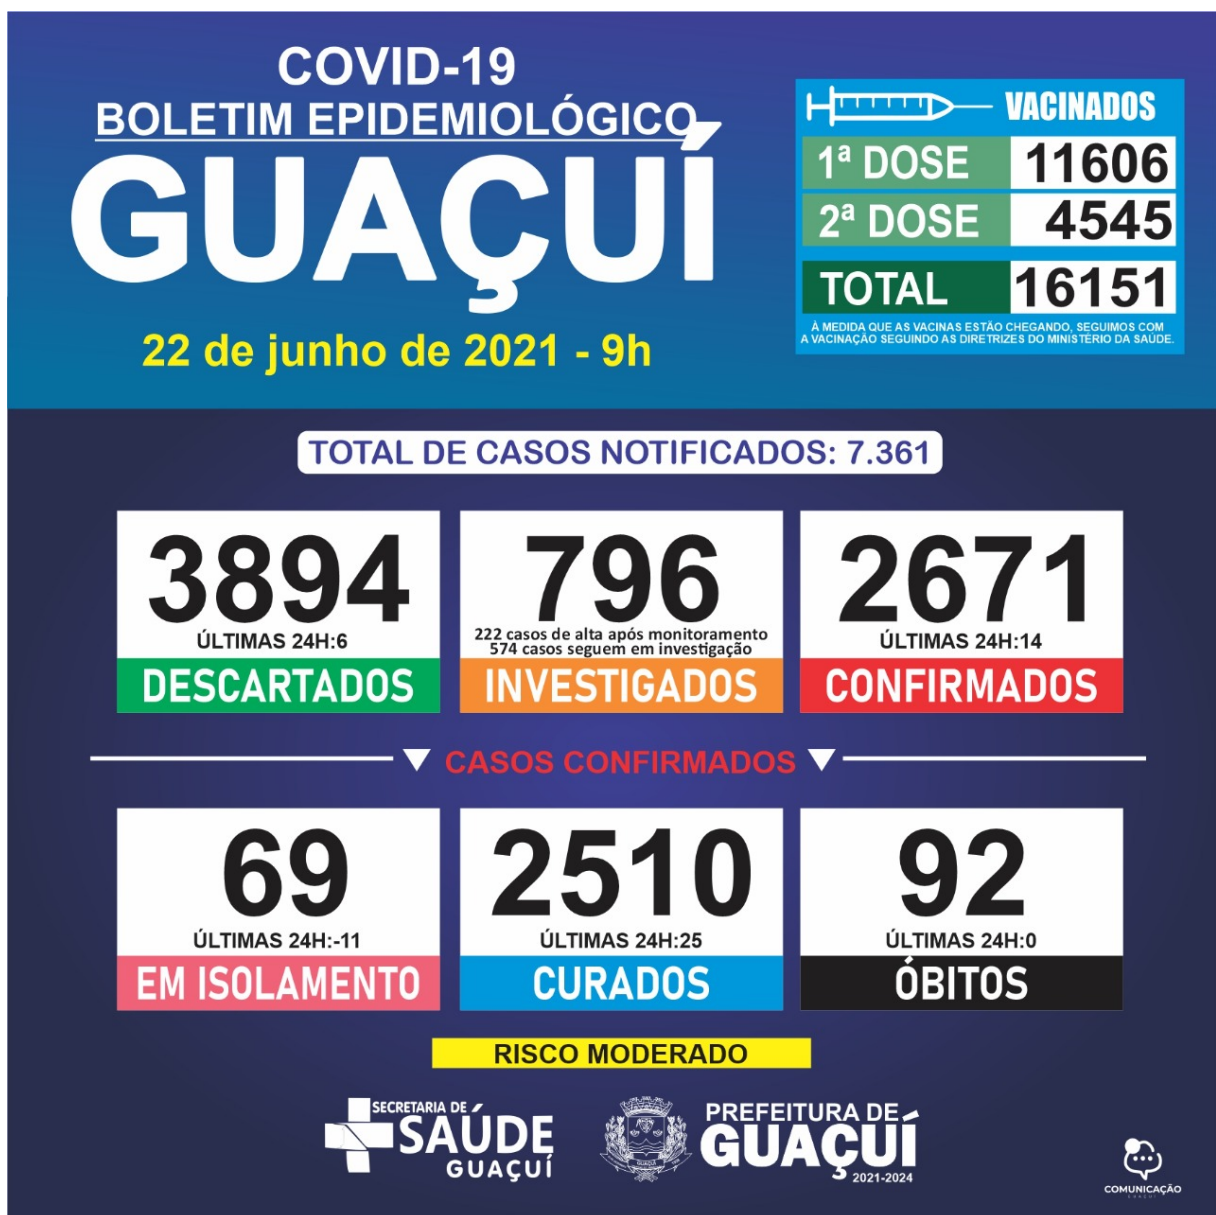 COVID-19
BOLETIM EPIDEMIOLÓGICO
GUAÇUÍ
22 de junho de 2021 - 9h
VACINADOS
1ª DOSE 11606
2ª DOSE 4545
TOTAL 16151
À MEDIDA QUE AS VACINAS ESTÃO CHEGANDO, SEGUIMOS COM
A VACINAÇÃO SEGUINDO AS DIRETRIZES DO MINISTÉRIO DA SAÚDE.
TOTAL DE CASOS NOTIFICADOS: 7.361
3894
ÚLTIMAS 24H:6
DESCARTADOS
796
222 casos de alta após monitoramento
574 casos seguem em investigação
INVESTIGADOS
2671
ÚLTIMAS 24H:14
CONFIRMADOS
CASOS CONFIRMADOS
69
ÚLTIMAS 24H:-11
EM ISOLAMENTO
2510
ÚLTIMAS 24H:25
CURADOS
92
ÚLTIMAS 24H:0
ÓBITOS
RISCO MODERADO
SECRETARIA DE
SAÚDE
GUAÇUÍ
PREFEITURA DE
GUAÇUÍ
2021-2024
COMUNICAÇÃO
GUAÇUÍ